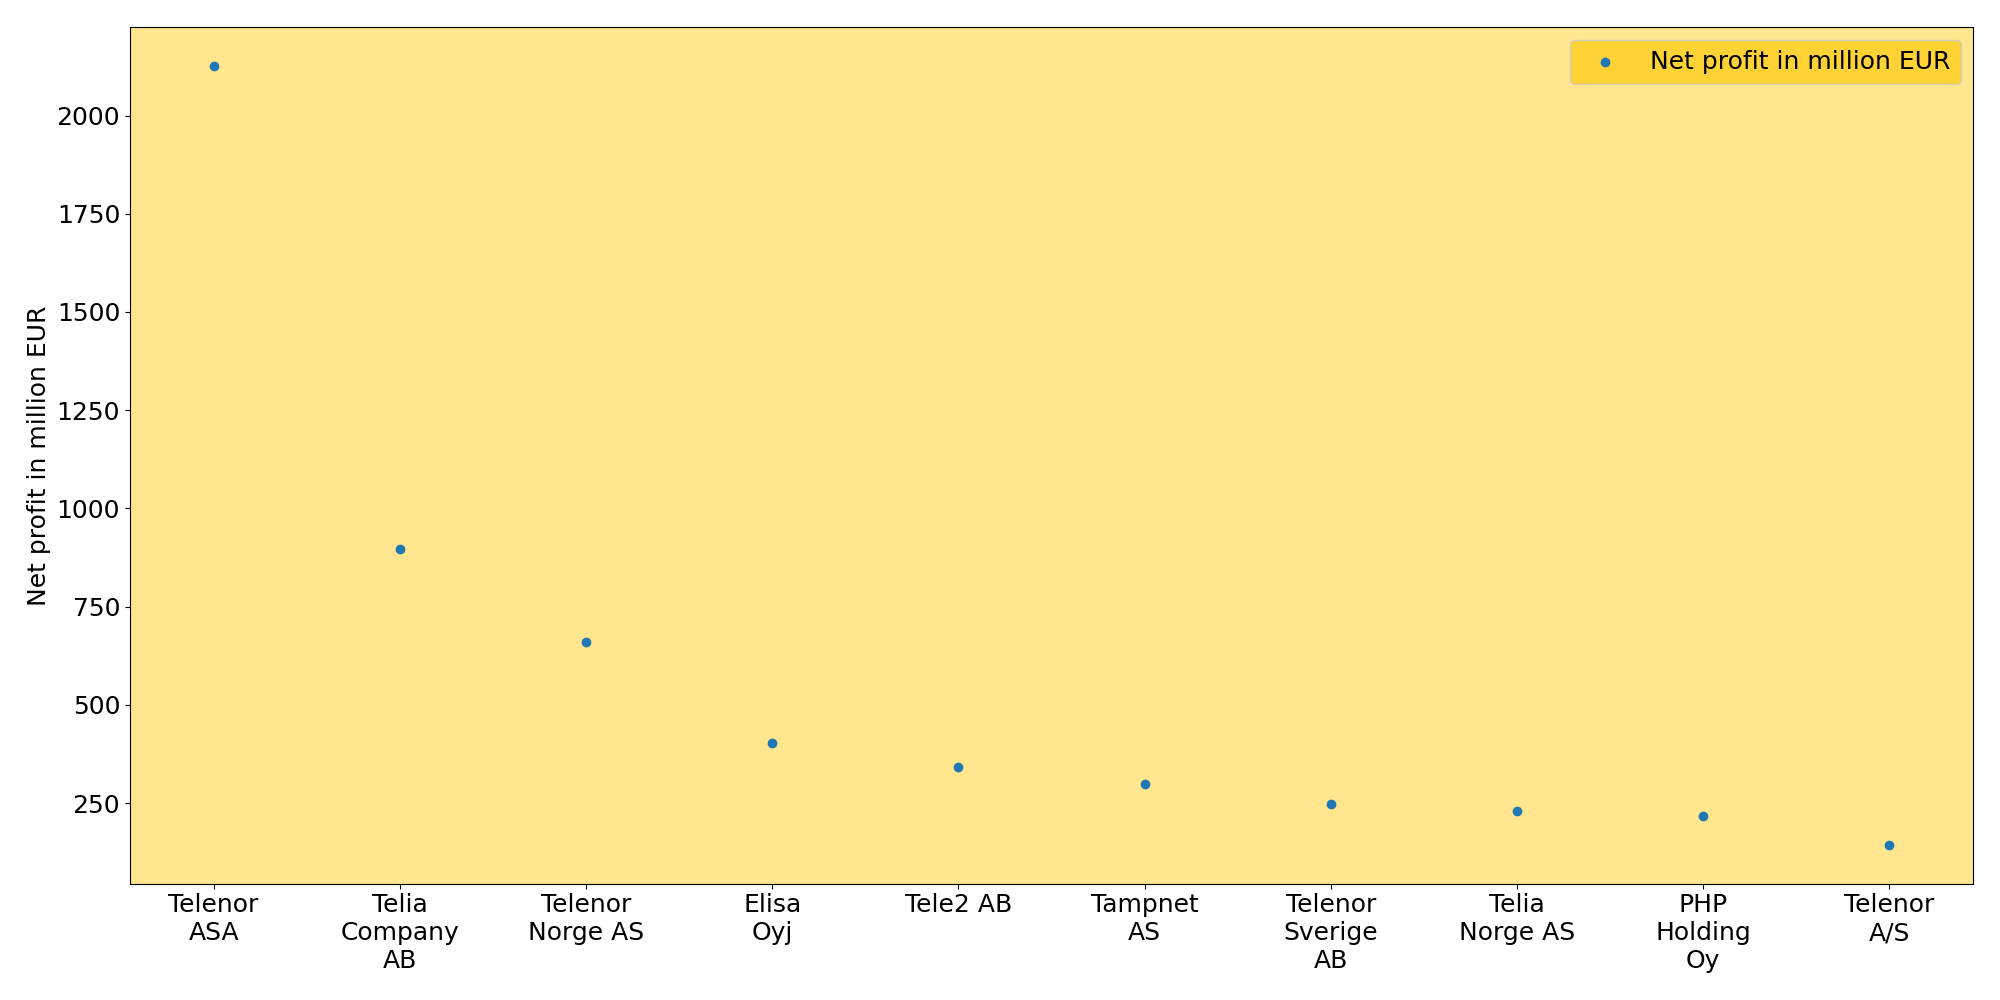 Net profit in million EUR
2000
1750
1500
1250
1000
750
500
250
Net profit in million EUR
Telenor
ASA
Telia
Company
AB
Telenor
Norge AS
Elisa
Oyj
Tele2 AB
Tampnet
AS
Telenor
Sverige
AB
Telia
Norge AS
PHP
Holding
Oy
Telenor
A/S